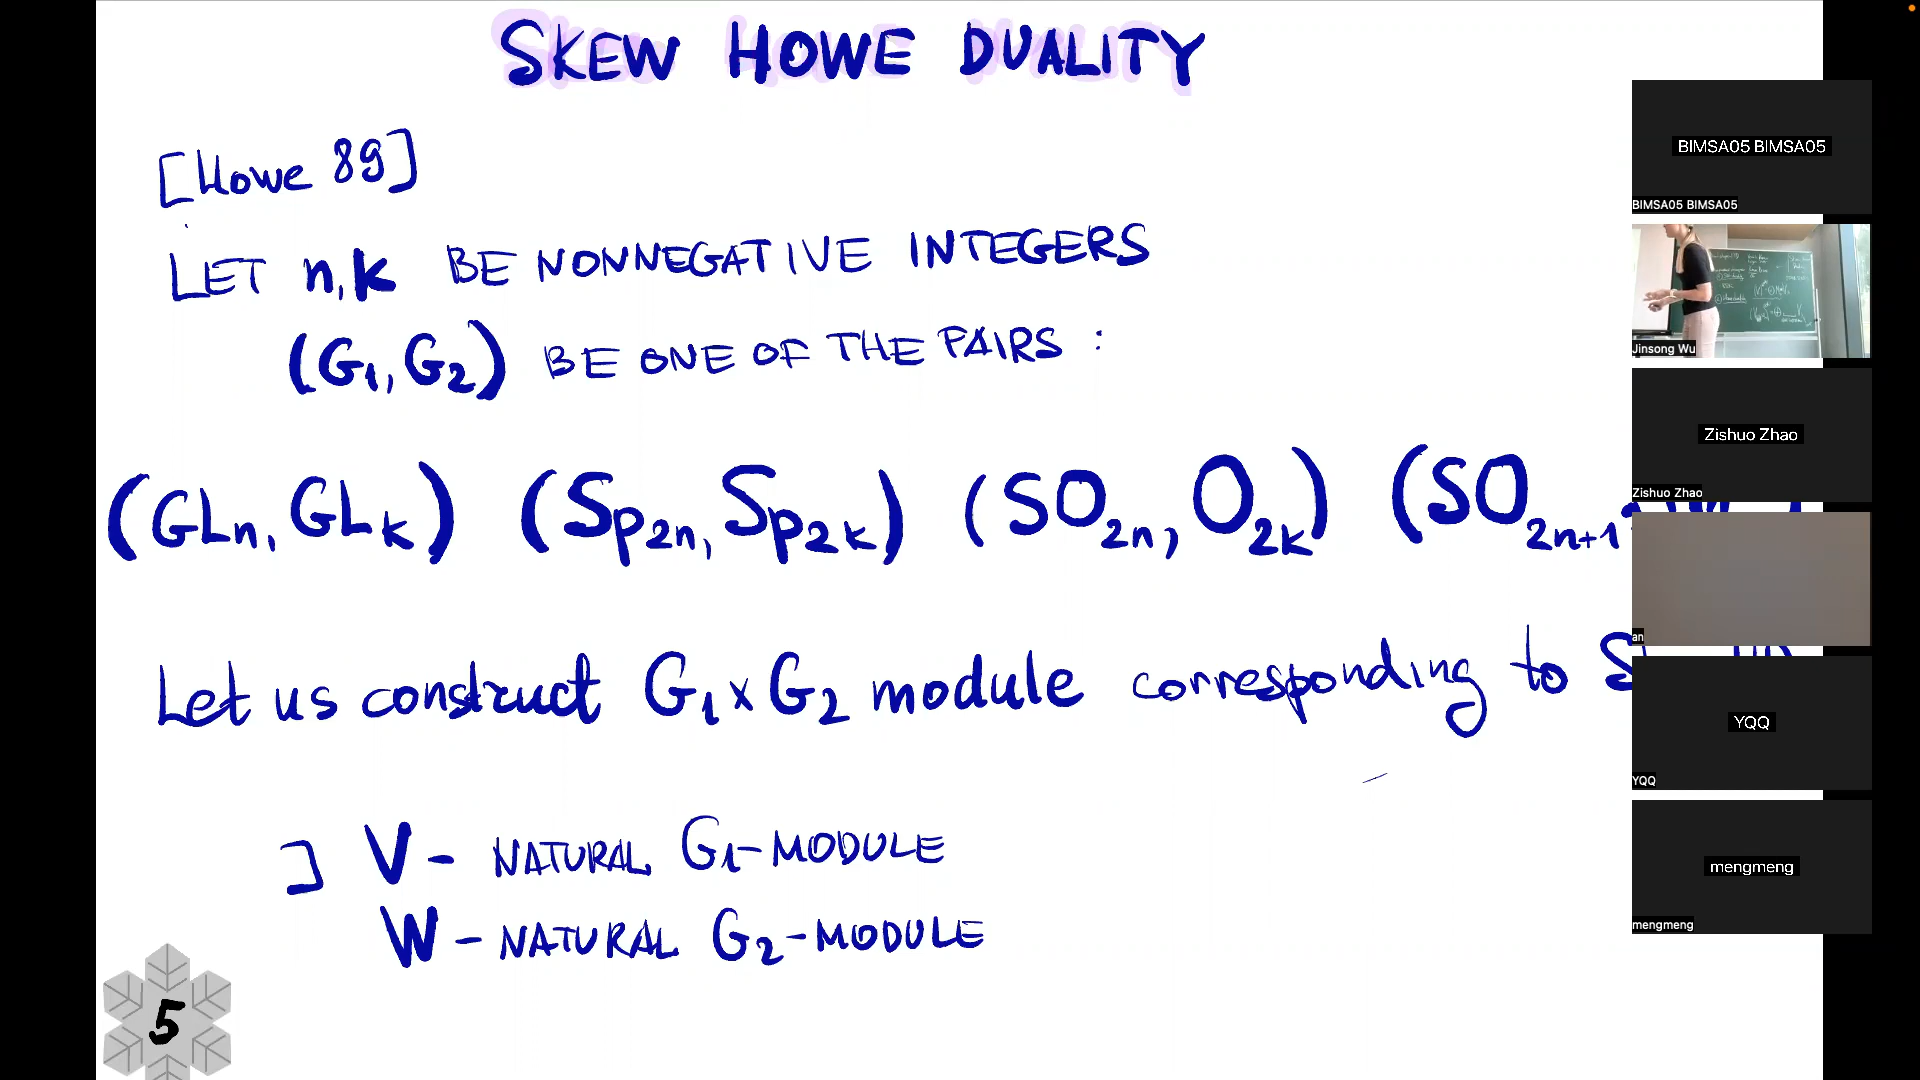 SKEW HOWE DUALITY
[Howe 89]
LET n,k BE NONNEGATIVE INTEGERS
(G1, G2) BE ONE OF THE PAIRS :
(GLn, GLk) (Sp2n, Sp2k) (SO2n, O2k) (SO2n+1
Let us construct G1 x G2 module corresponding to S
] V - NATURAL G1-MODULE
W - NATURAL G2-MODULE
5
BIMSA05 BIMSA05
BIMSA05 BIMSA05
Jinsong Wu
Zishuo Zhao
Zishuo Zhao
an
YQQ
YQQ
mengmeng
mengmeng